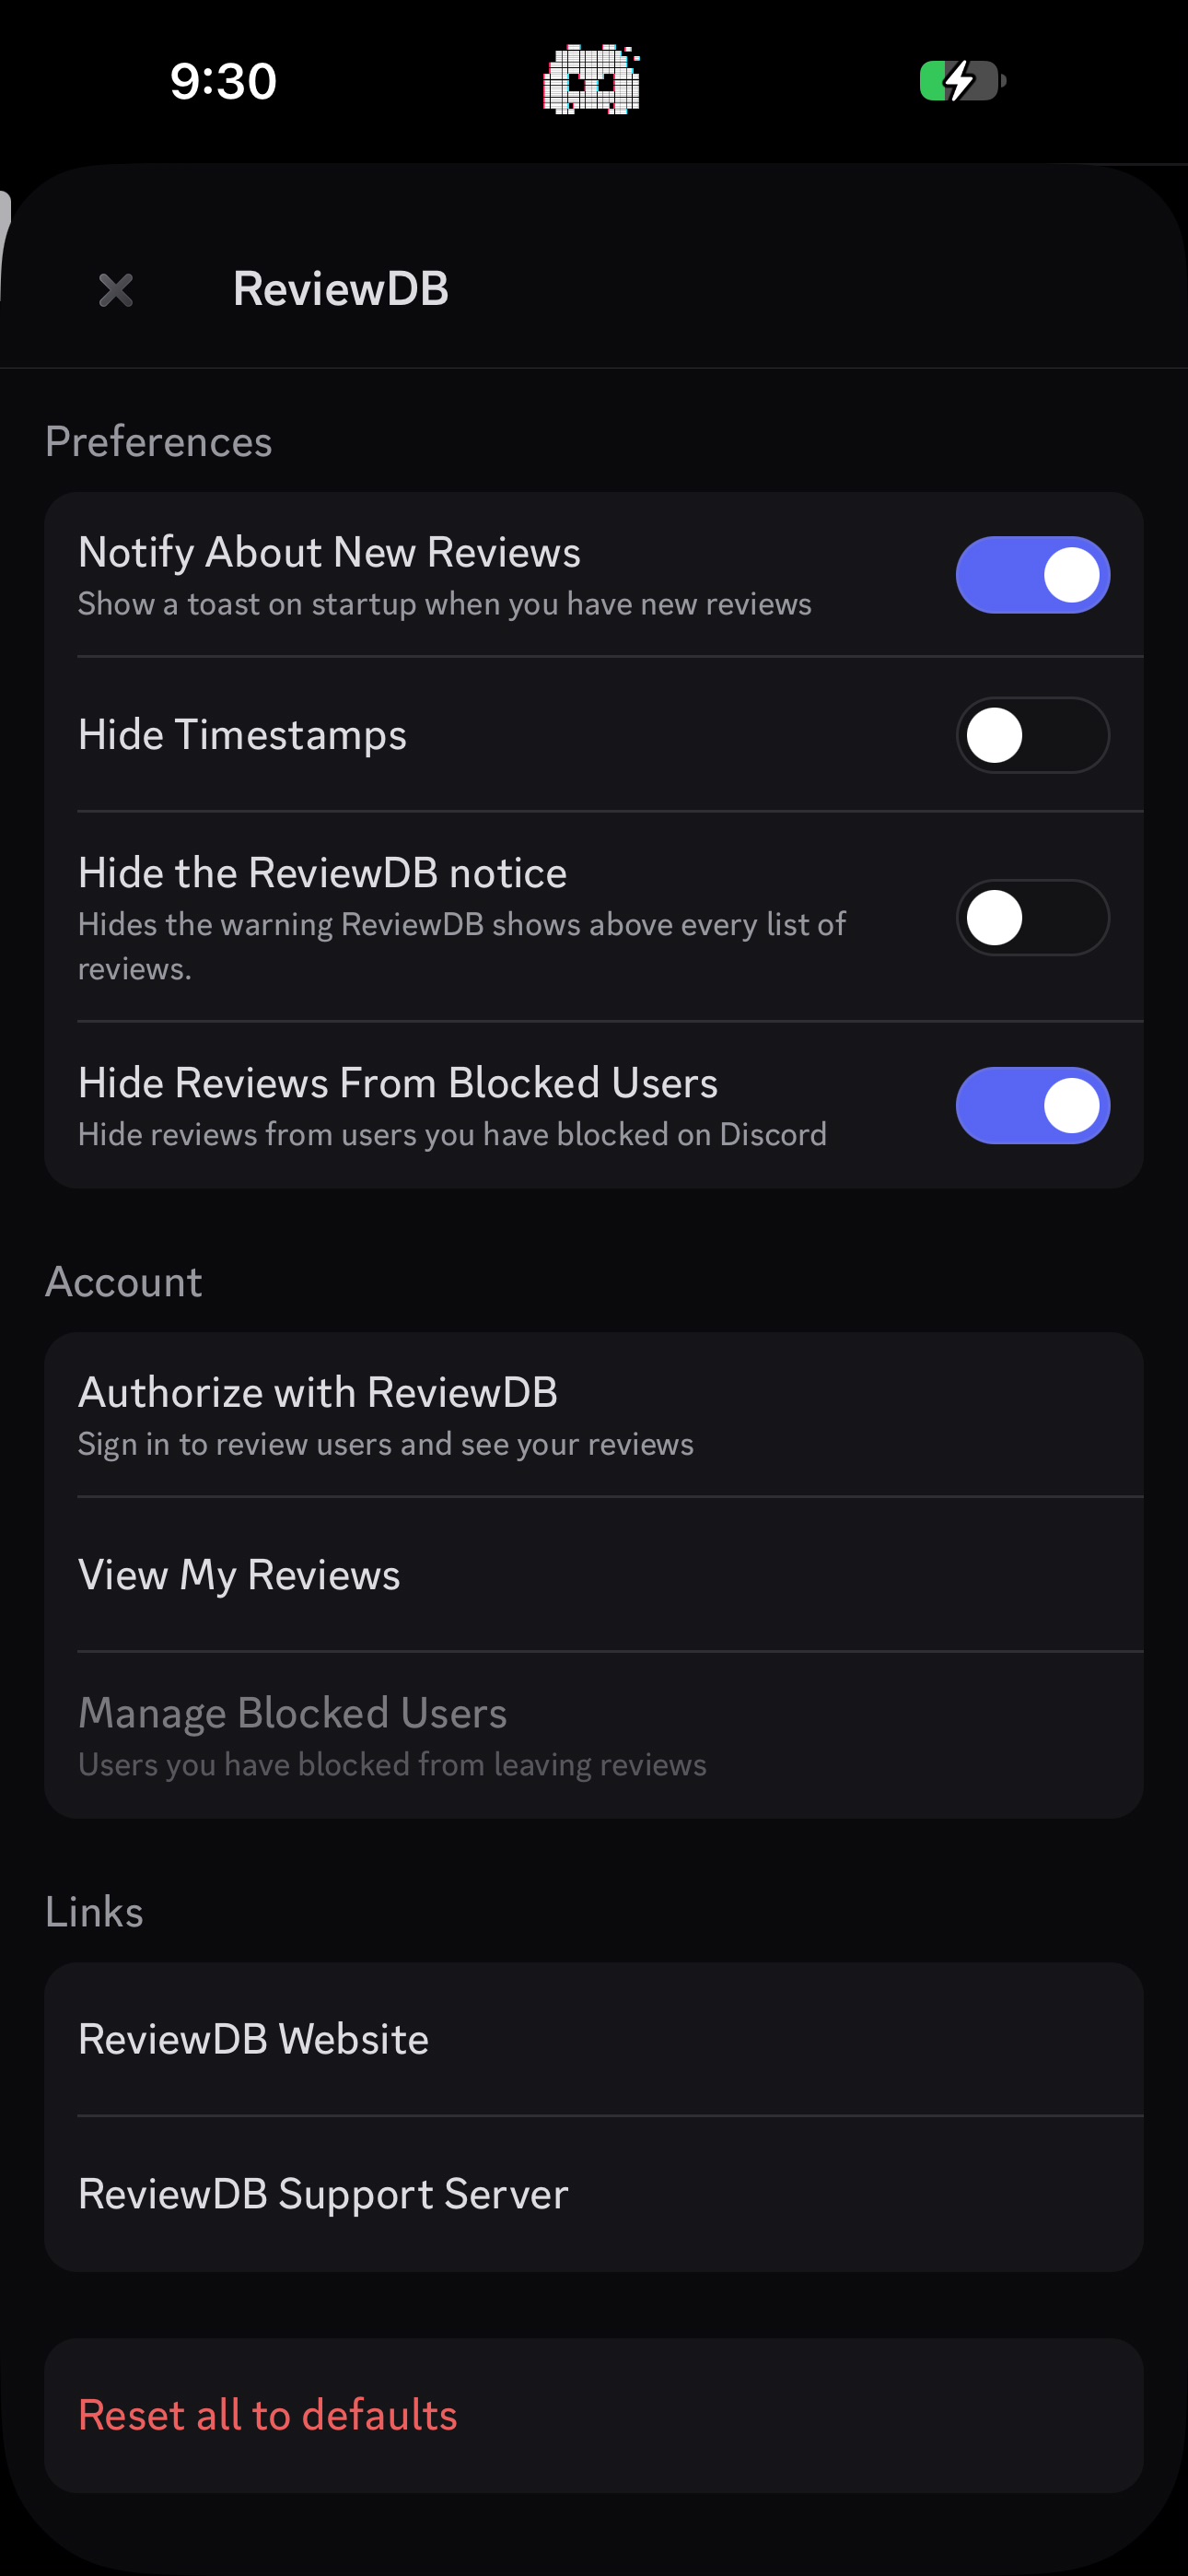 9:30
ReviewDB
Preferences
Notify About New Reviews
Show a toast on startup when you have new reviews
Hide Timestamps
Hide the ReviewDB notice
Hides the warning ReviewDB shows above every list of
reviews.
Hide Reviews From Blocked Users
Hide reviews from users you have blocked on Discord
Account
Authorize with ReviewDB
Sign in to review users and see your reviews
View My Reviews
Manage Blocked Users
Users you have blocked from leaving reviews
Links
ReviewDB Website
ReviewDB Support Server
Reset all to defaults